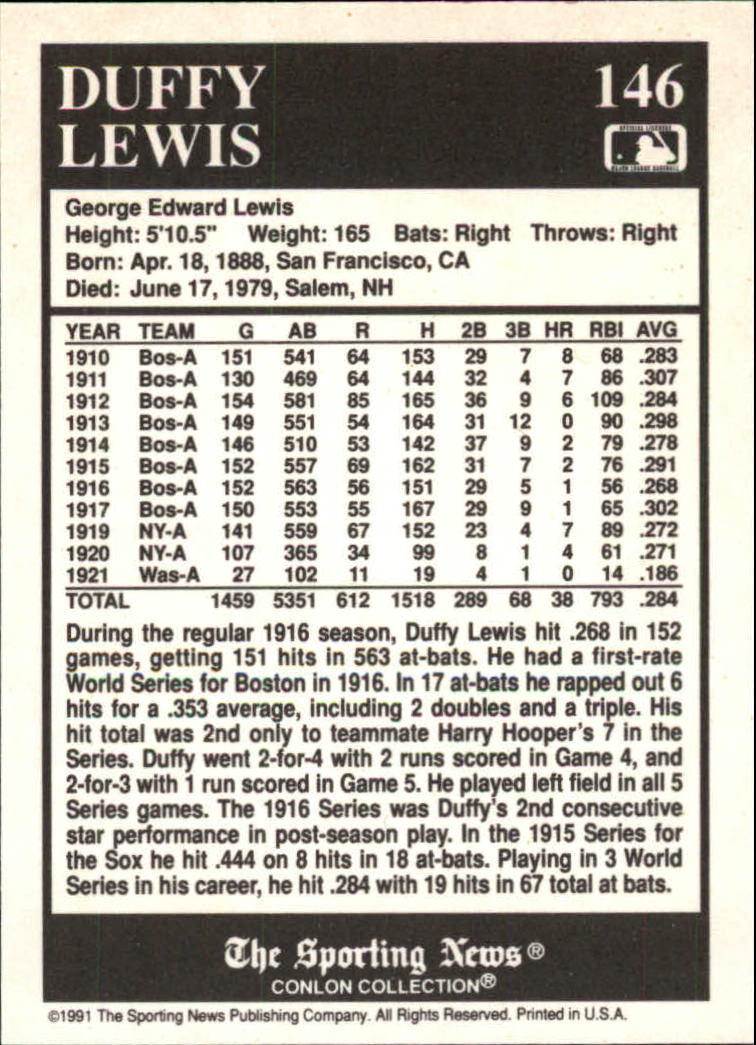 DUFFY 146
LEWIS
OFFICIAL LICENSEE
MAJOR LEAGUE BASEBALL
George Edward Lewis
Height: 5'10.5" Weight: 165 Bats: Right Throws: Right
Born: Apr. 18, 1888, San Francisco, CA
Died: June 17, 1979, Salem, NH
YEAR TEAM G AB R H 2B 3B HR RBI AVG
1910 Bos-A 151 541 64 153 29 7 8 68 .283
1911 Bos-A 130 469 64 144 32 4 7 86 .307
1912 Bos-A 154 581 85 165 36 9 6 109 .284
1913 Bos-A 149 551 54 164 31 12 0 90 .298
1914 Bos-A 146 510 53 142 37 9 2 79 .278
1915 Bos-A 152 557 69 162 31 7 2 76 .291
1916 Bos-A 152 563 56 151 29 5 1 56 .268
1917 Bos-A 150 553 55 167 29 9 1 65 .302
1919 NY-A 141 559 67 152 23 4 7 89 .272
1920 NY-A 107 365 34 99 8 1 4 61 .271
1921 Was-A 27 102 11 19 4 1 0 14 .186
TOTAL 1459 5351 612 1518 289 68 38 793 .284
During the regular 1916 season, Duffy Lewis hit .268 in 152
games, getting 151 hits in 563 at-bats. He had a first-rate
World Series for Boston in 1916. In 17 at-bats he rapped out 6
hits for a .353 average, including 2 doubles and a triple. His
hit total was 2nd only to teammate Harry Hooper's 7 in the
Series. Duffy went 2-for-4 with 2 runs scored in Game 4, and
2-for-3 with 1 run scored in Game 5. He played left field in all 5
Series games. The 1916 Series was Duffy's 2nd consecutive
star performance in post-season play. In the 1915 Series for
the Sox he hit .444 on 8 hits in 18 at-bats. Playing in 3 World
Series in his career, he hit .284 with 19 hits in 67 total at bats.
The Sporting News®
CONLON COLLECTION®
©1991 The Sporting News Publishing Company. All Rights Reserved. Printed in U.S.A.